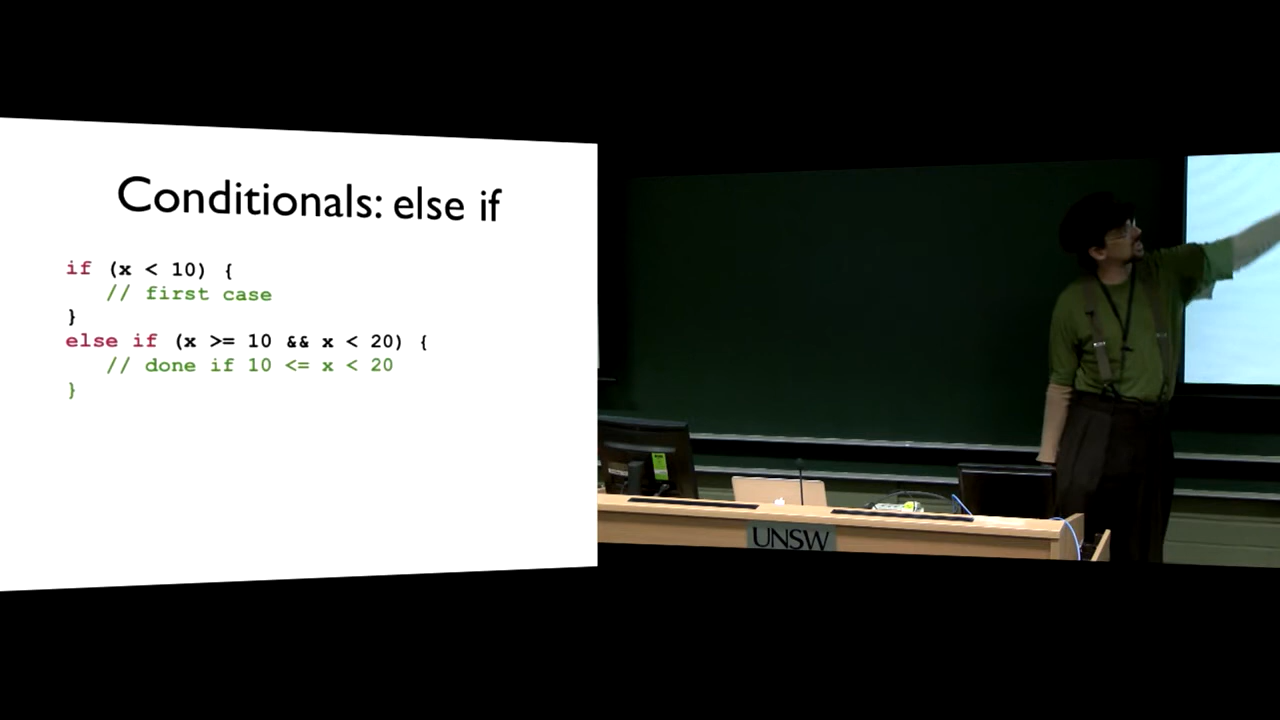 Conditionals: else if
if (x < 10) {
// first case
}
else if (x >= 10 && x < 20) {
// done if 10 <= x < 20
}
UNSW